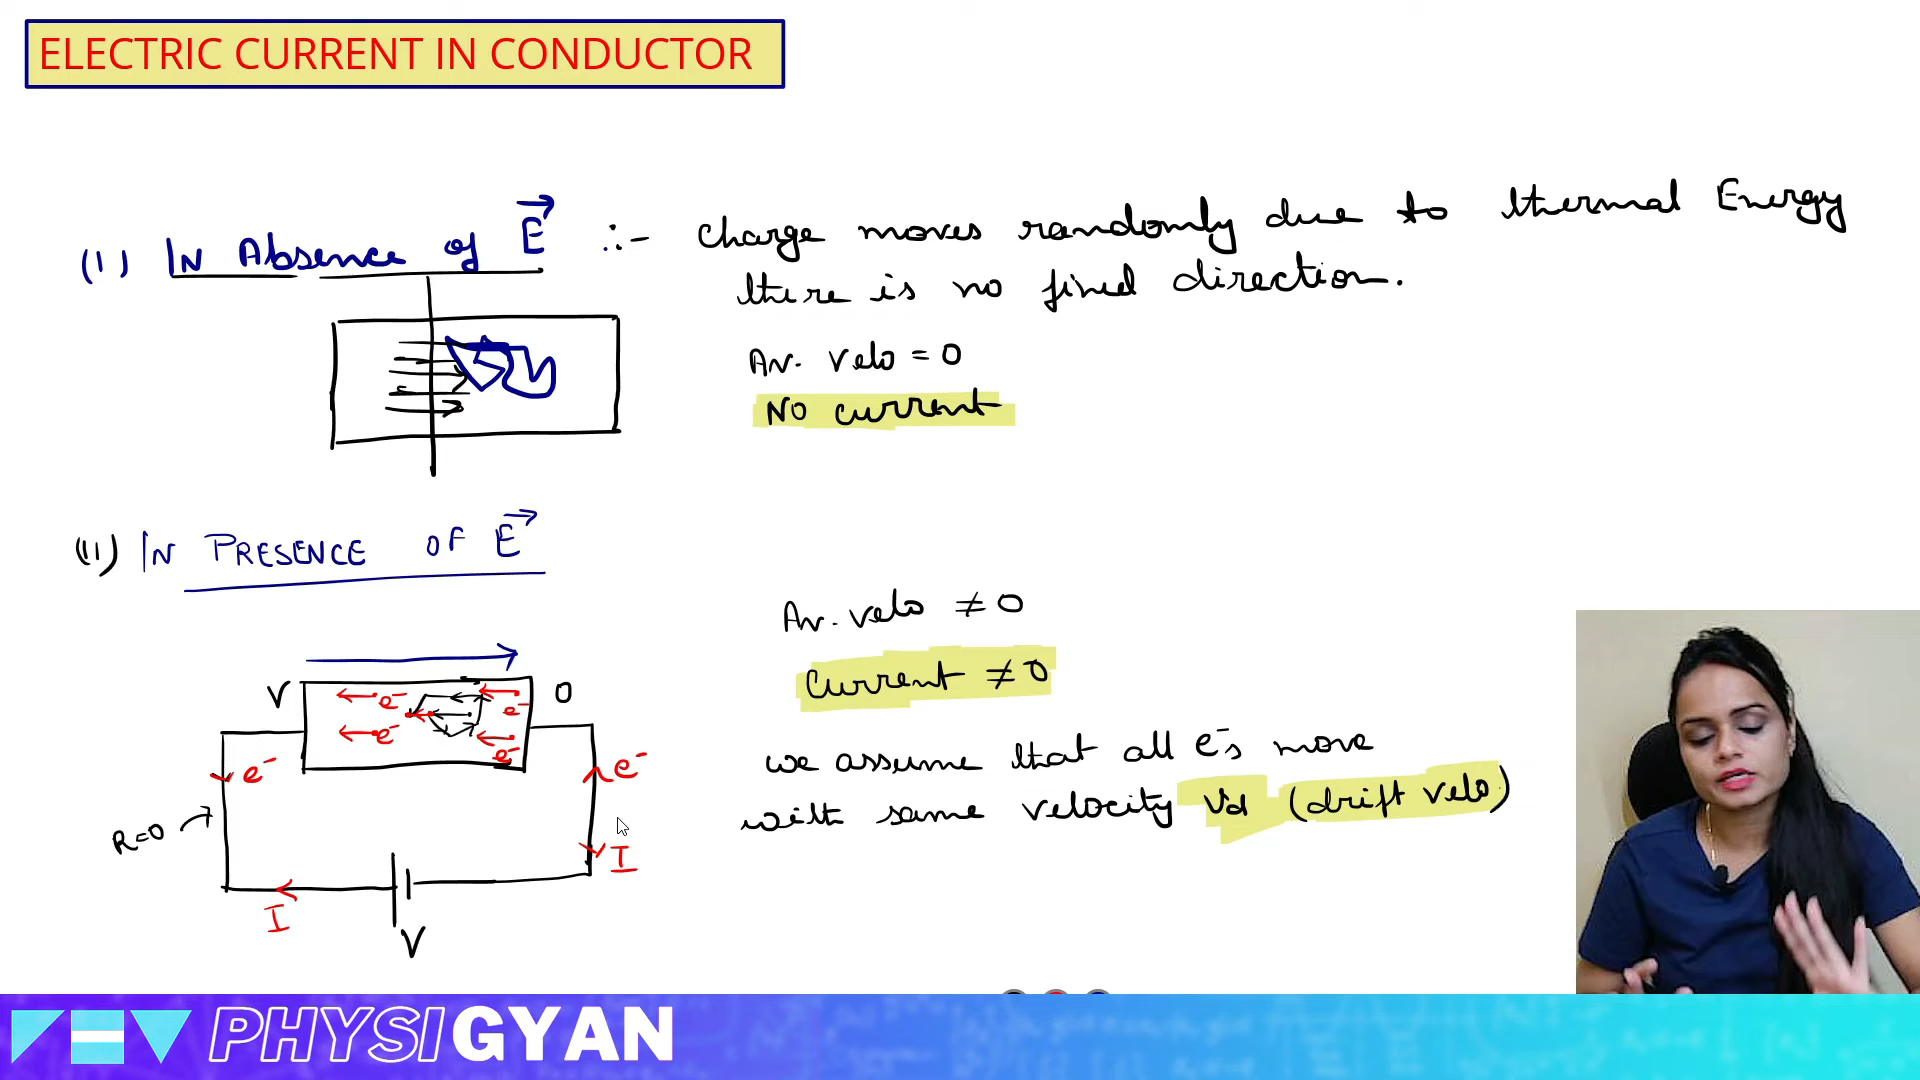 ELECTRIC CURRENT IN CONDUCTOR
(I) IN Absence of E :- Charge moves randomly due to thermal Energy
there is no fixed direction.
Av. velo = 0
NO current
(II) IN PRESENCE OF E
Av. velo ≠ 0
Current ≠ 0
V e⁻ e⁻ 0
e⁻ e⁻
we assume that all e⁻s move
with same velocity Vd (drift velo)
e⁻ e⁻
R=0
I
I
V
PHYSIGYAN